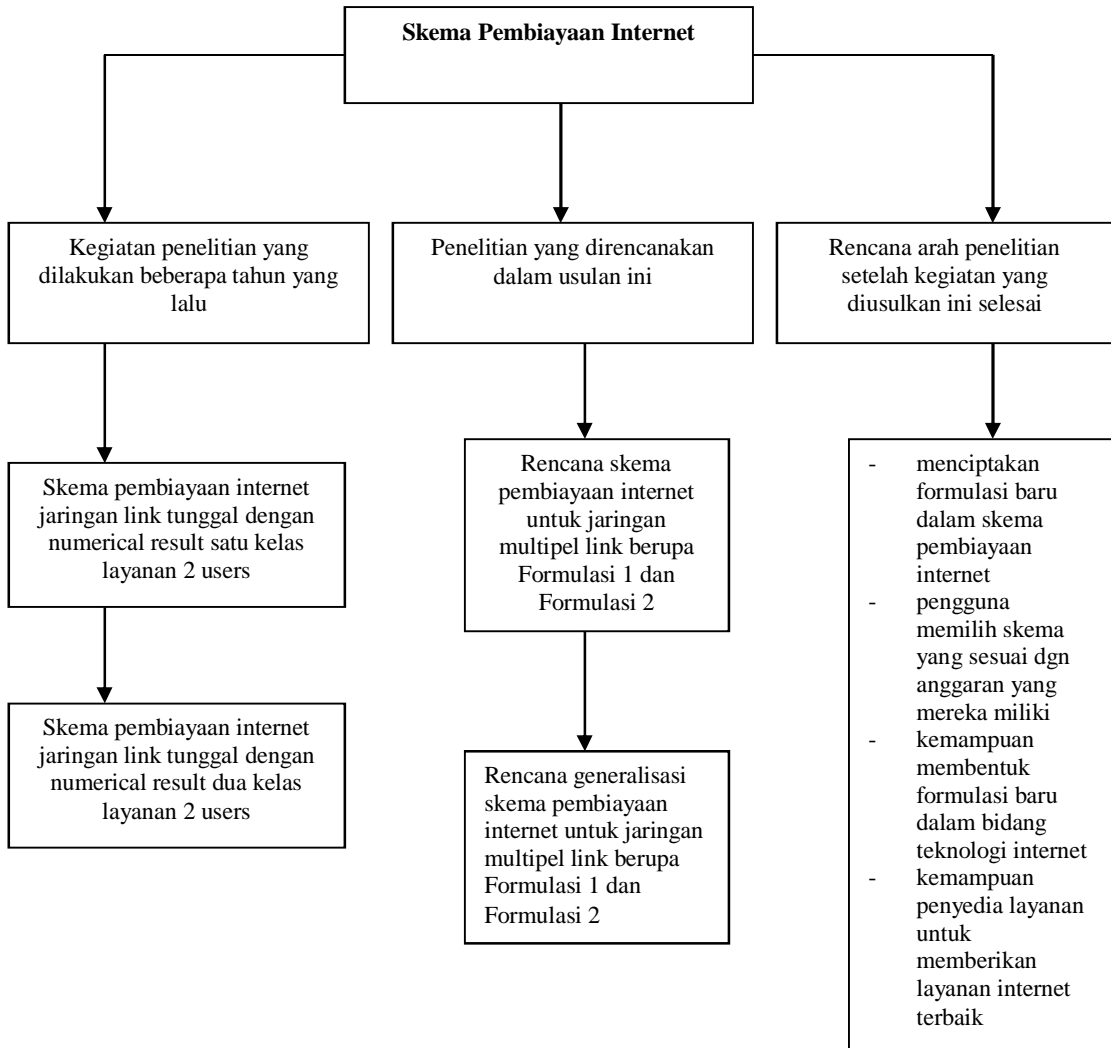 Skema Pembiayaan Internet
Kegiatan penelitian yang
dilakukan beberapa tahun yang
lalu
Penelitian yang direncanakan
dalam usulan ini
Rencana arah penelitian
setelah kegiatan yang
diusulkan ini selesai
Skema pembiayaan internet
jaringan link tunggal dengan
numerical result satu kelas
layanan 2 users
Skema pembiayaan internet
jaringan link tunggal dengan
numerical result dua kelas
layanan 2 users
Rencana skema
pembiayaan internet
untuk jaringan
multipel link berupa
Formulasi 1 dan
Formulasi 2
Rencana generalisasi
skema pembiayaan
internet untuk jaringan
multipel link berupa
Formulasi 1 dan
Formulasi 2
- menciptakan
formulasi baru
dalam skema
pembiayaan
internet
- pengguna
memilih skema
yang sesuai dgn
anggaran yang
mereka miliki
- kemampuan
membentuk
formulasi baru
dalam bidang
teknologi internet
- kemampuan
penyedia layanan
untuk
memberikan
layanan internet
terbaik